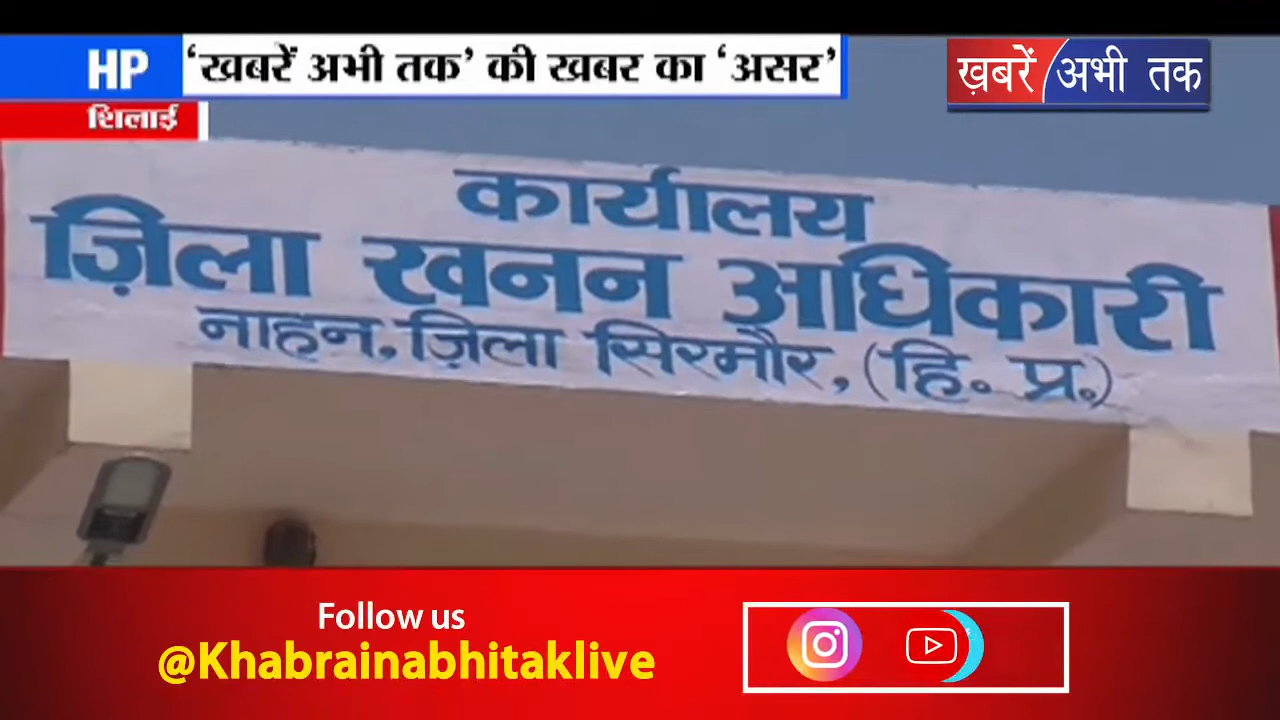 HP
'खबरें अभी तक' की खबर का 'असर'
ख़बरें अभी तक
शिलाई
कार्यालय
ज़िला खनन अधिकारी
नाहन, ज़िला सिरमौर, (हि. प्र.)
Follow us
@Khabrainabhitaklive